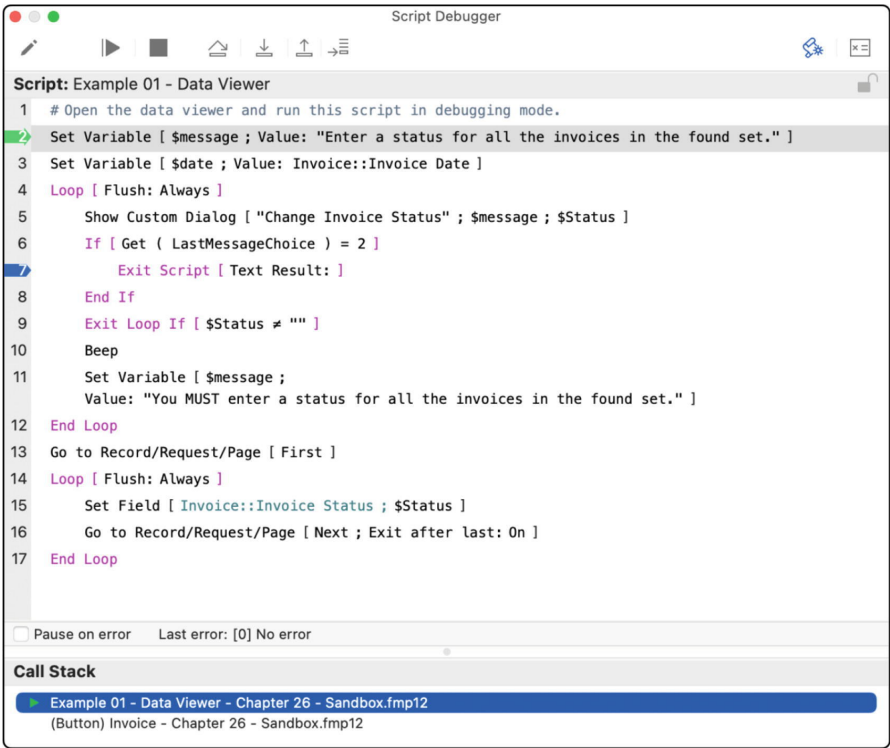 Script Debugger
Script: Example 01 - Data Viewer
1 # Open the data viewer and run this script in debugging mode.
2 Set Variable [ $message ; Value: "Enter a status for all the invoices in the found set." ]
3 Set Variable [ $date ; Value: Invoice::Invoice Date ]
4 Loop [ Flush: Always ]
5 Show Custom Dialog [ "Change Invoice Status" ; $message ; $Status ]
6 If [ Get ( LastMessageChoice ) = 2 ]
7 Exit Script [ Text Result: ]
8 End If
9 Exit Loop If [ $Status ≠ "" ]
10 Beep
11 Set Variable [ $message ;
Value: "You MUST enter a status for all the invoices in the found set." ]
12 End Loop
13 Go to Record/Request/Page [ First ]
14 Loop [ Flush: Always ]
15 Set Field [ Invoice::Invoice Status ; $Status ]
16 Go to Record/Request/Page [ Next ; Exit after last: On ]
17 End Loop
Pause on error Last error: [0] No error
Call Stack
Example 01 - Data Viewer - Chapter 26 - Sandbox.fmp12
(Button) Invoice - Chapter 26 - Sandbox.fmp12